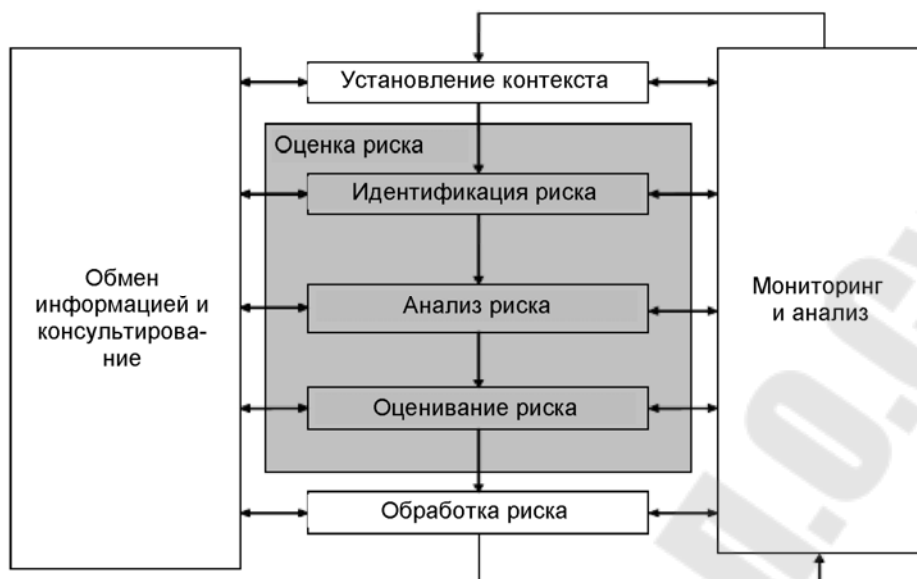 Установление контекста
Оценка риска
Идентификация риска
Обмен
информацией и
консультирова-
ние
Анализ риска
Мониторинг
и анализ
Оценивание риска
Обработка риска
П.О.С